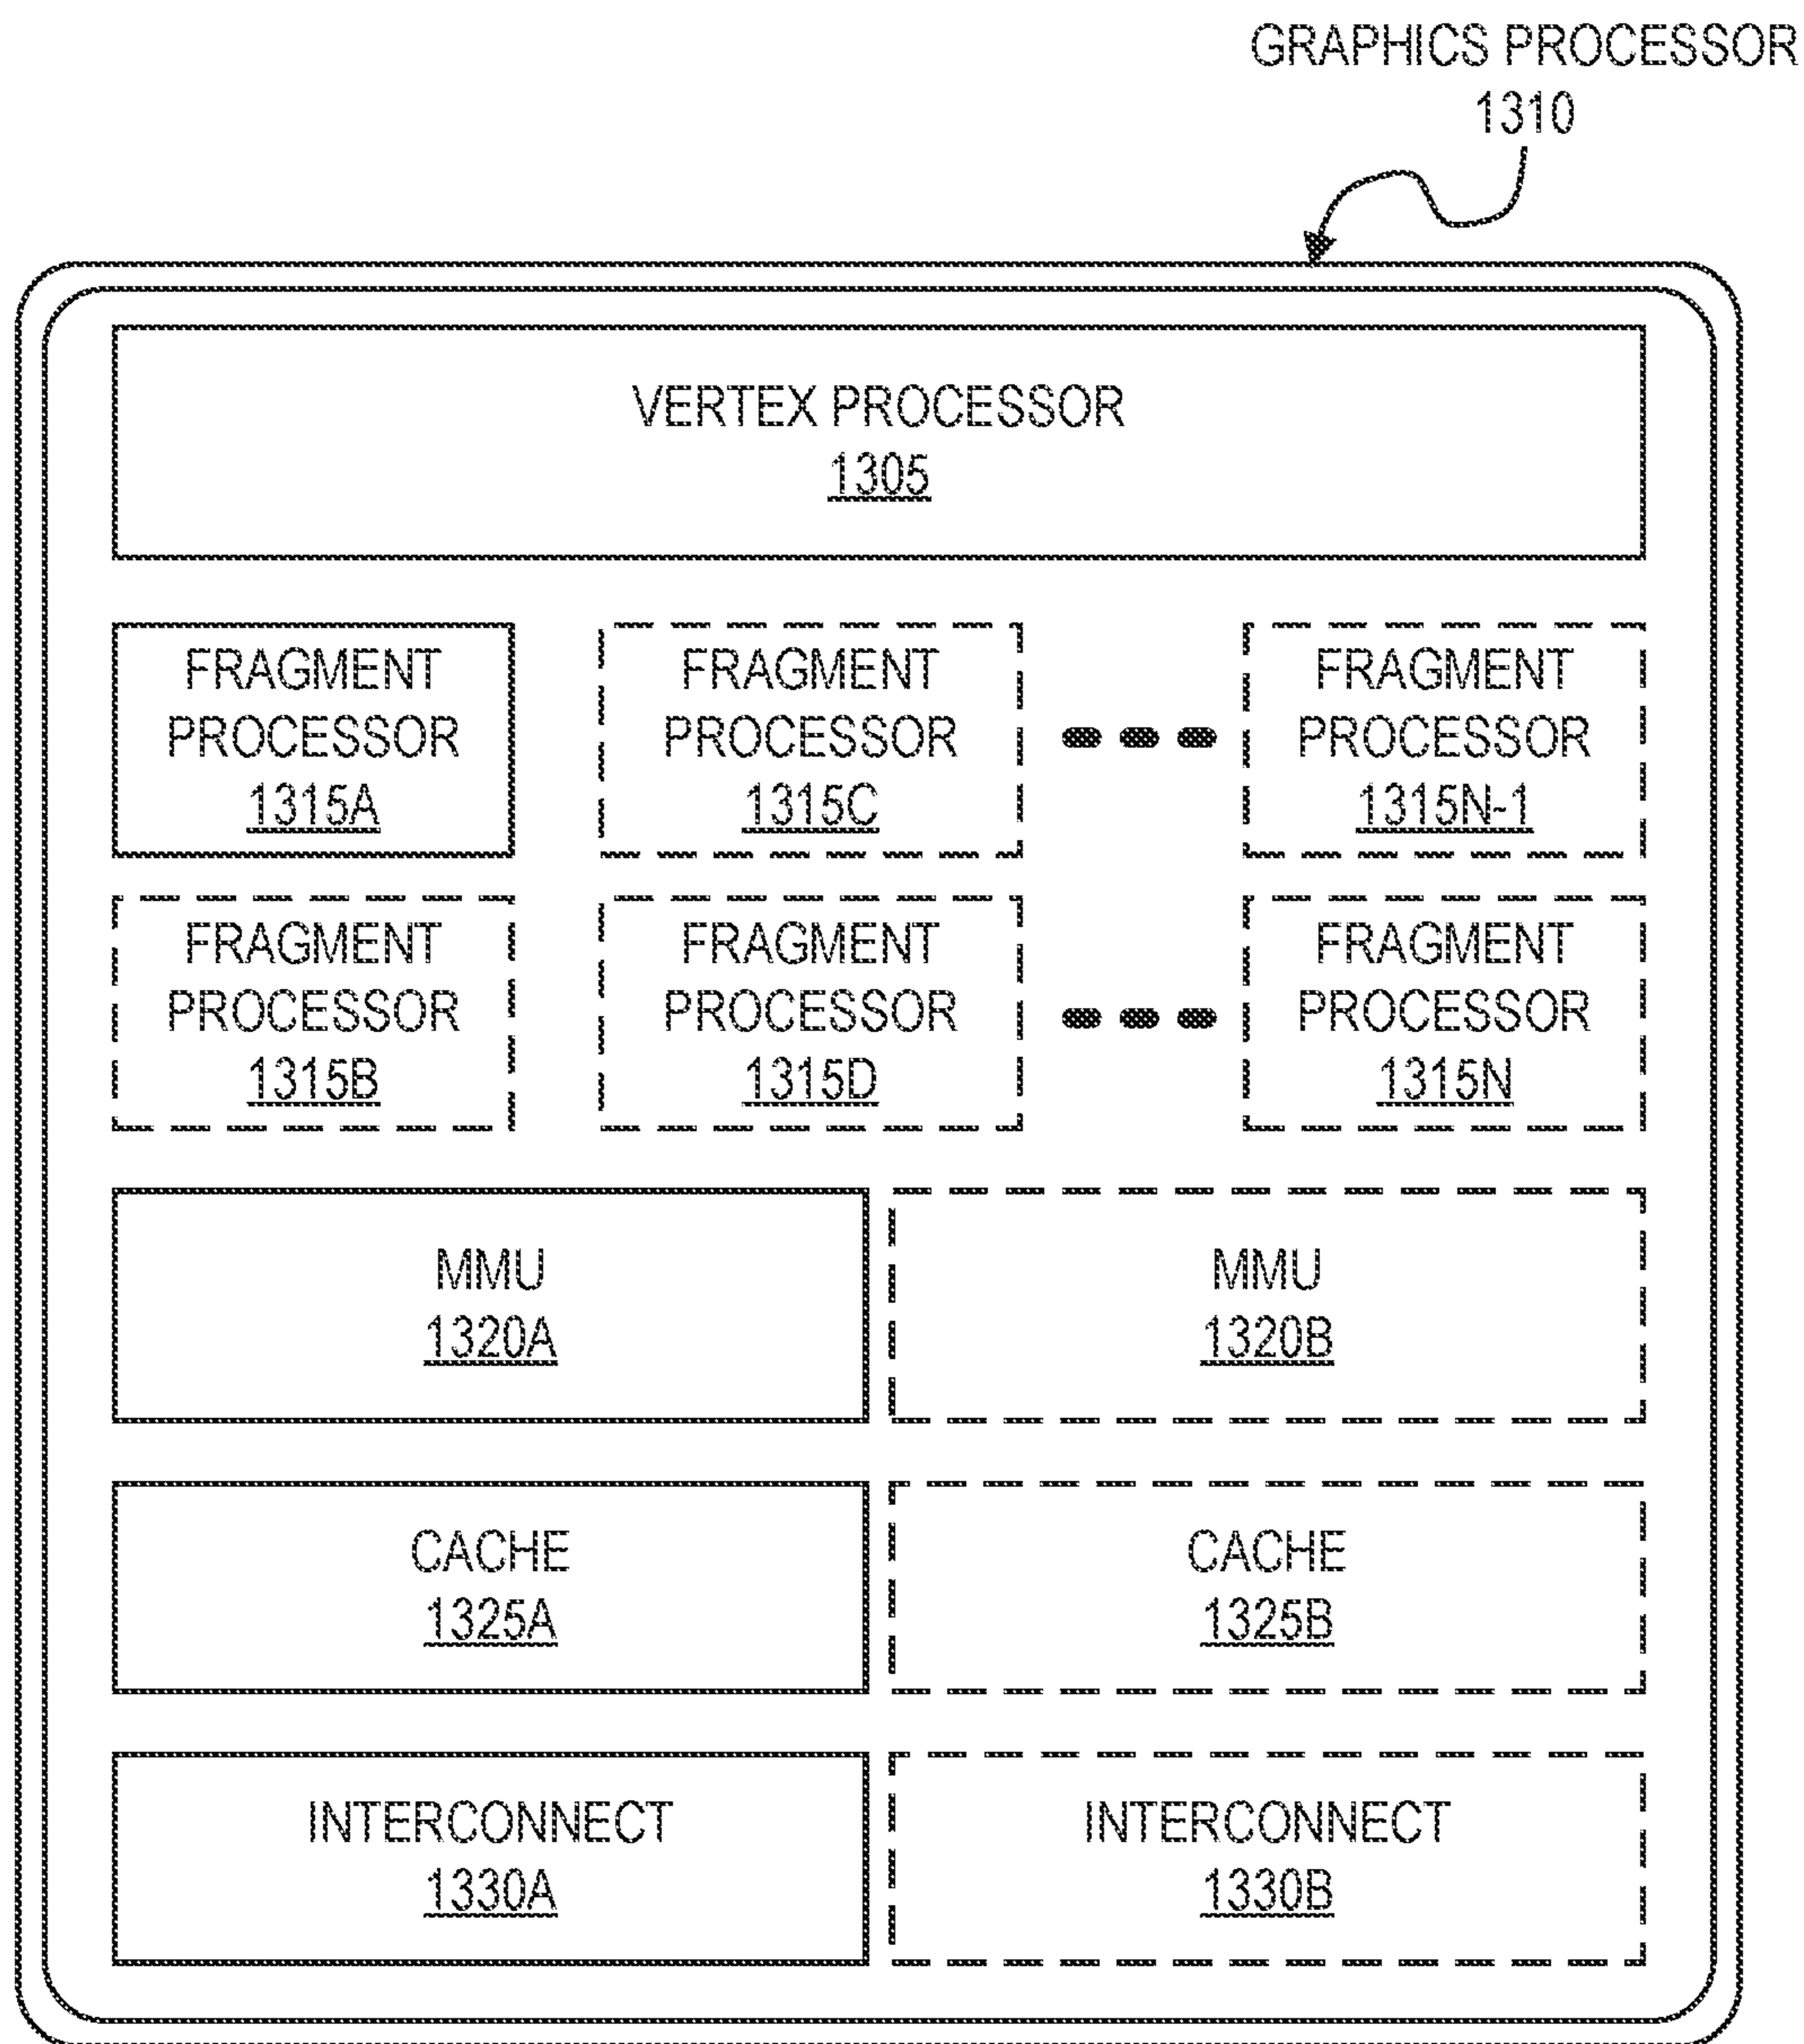 GRAPHICS PROCESSOR
1310
VERTEX PROCESSOR
1305
FRAGMENT
PROCESSOR
1315A
FRAGMENT
PROCESSOR
1315C
FRAGMENT
PROCESSOR
1315N-1
FRAGMENT
PROCESSOR
1315B
FRAGMENT
PROCESSOR
1315D
FRAGMENT
PROCESSOR
1315N
MMU
1320A
MMU
1320B
CACHE
1325A
CACHE
1325B
INTERCONNECT
1330A
INTERCONNECT
1330B